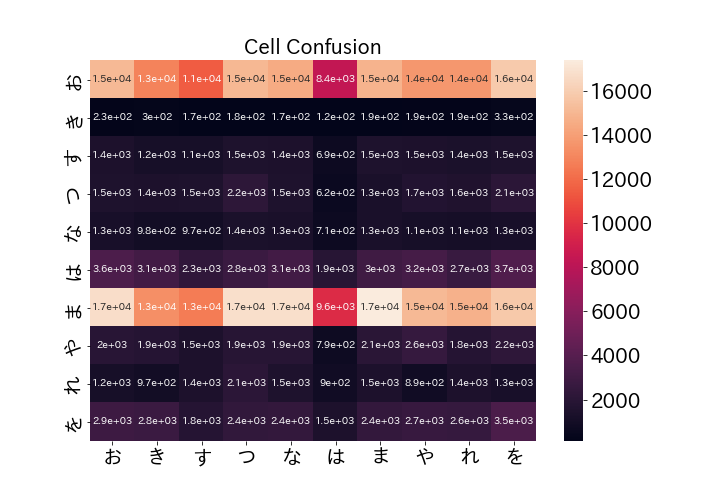 Cell Confusion
お 1.5e+04 1.3e+04 1.1e+04 1.5e+04 1.5e+04 8.4e+03 1.5e+04 1.4e+04 1.4e+04 1.6e+04
き 2.3e+02 3e+02 1.7e+02 1.8e+02 1.7e+02 1.2e+02 1.9e+02 1.9e+02 1.9e+02 3.3e+02
す 1.4e+03 1.2e+03 1.1e+03 1.5e+03 1.4e+03 6.9e+02 1.5e+03 1.5e+03 1.4e+03 1.5e+03
つ 1.5e+03 1.4e+03 1.5e+03 2.2e+03 1.5e+03 6.2e+02 1.3e+03 1.7e+03 1.6e+03 2.1e+03
な 1.3e+03 9.8e+02 9.7e+02 1.4e+03 1.3e+03 7.1e+02 1.3e+03 1.1e+03 1.1e+03 1.3e+03
は 3.6e+03 3.1e+03 2.3e+03 2.8e+03 3.1e+03 1.9e+03 3e+03 3.2e+03 2.7e+03 3.7e+03
ま 1.7e+04 1.3e+04 1.3e+04 1.7e+04 1.7e+04 9.6e+03 1.7e+04 1.5e+04 1.5e+04 1.6e+04
や 2e+03 1.9e+03 1.5e+03 1.9e+03 1.9e+03 7.9e+02 2.1e+03 2.6e+03 1.8e+03 2.2e+03
れ 1.2e+03 9.7e+02 1.4e+03 2.1e+03 1.5e+03 9e+02 1.5e+03 8.9e+02 1.4e+03 1.3e+03
を 2.9e+03 2.8e+03 1.8e+03 2.4e+03 2.4e+03 1.5e+03 2.4e+03 2.7e+03 2.6e+03 3.5e+03
お き す つ な は ま や れ を
16000
14000
12000
10000
8000
6000
4000
2000